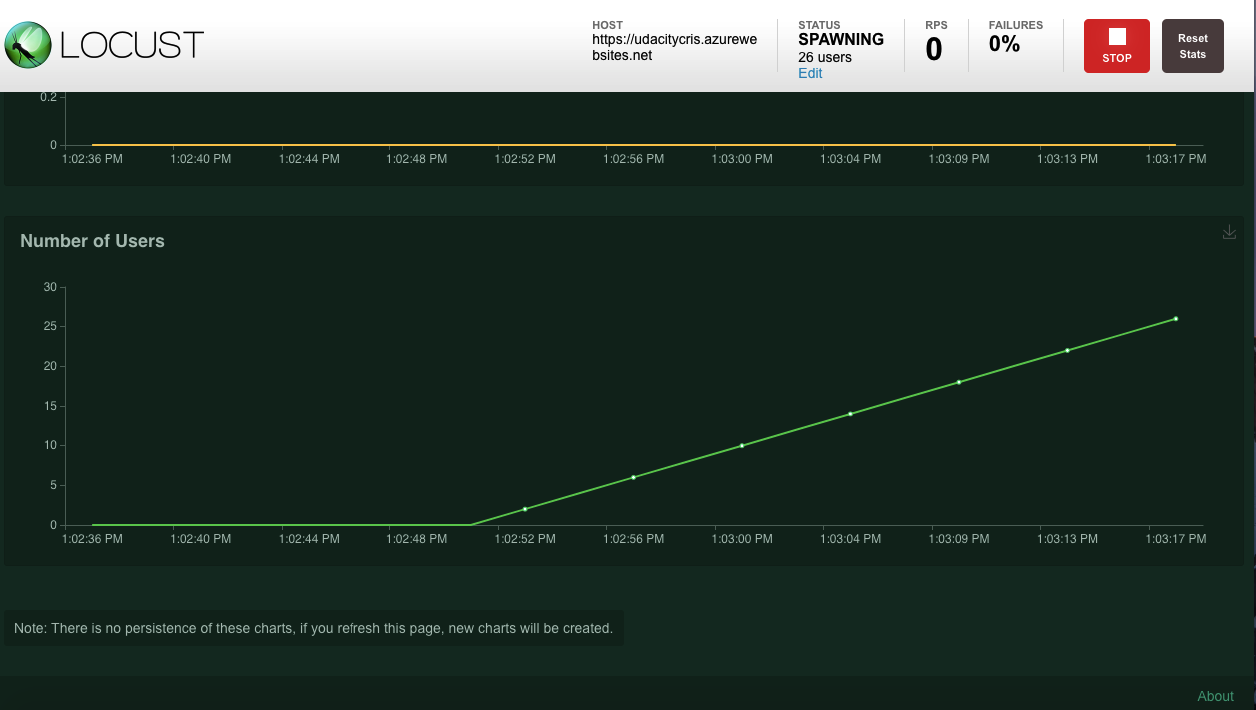 LOCUST
HOST
https://udacitycris.azurewe
bsites.net
STATUS
SPAWNING
26 users
Edit
RPS
0
FAILURES
0%
STOP
Reset
Stats
0.2
0
1:02:36 PM 1:02:40 PM 1:02:44 PM 1:02:48 PM 1:02:52 PM 1:02:56 PM 1:03:00 PM 1:03:04 PM 1:03:09 PM 1:03:13 PM 1:03:17 PM
Number of Users
30
25
20
15
10
5
0
1:02:36 PM 1:02:40 PM 1:02:44 PM 1:02:48 PM 1:02:52 PM 1:02:56 PM 1:03:00 PM 1:03:04 PM 1:03:09 PM 1:03:13 PM 1:03:17 PM
Note: There is no persistence of these charts, if you refresh this page, new charts will be created.
About